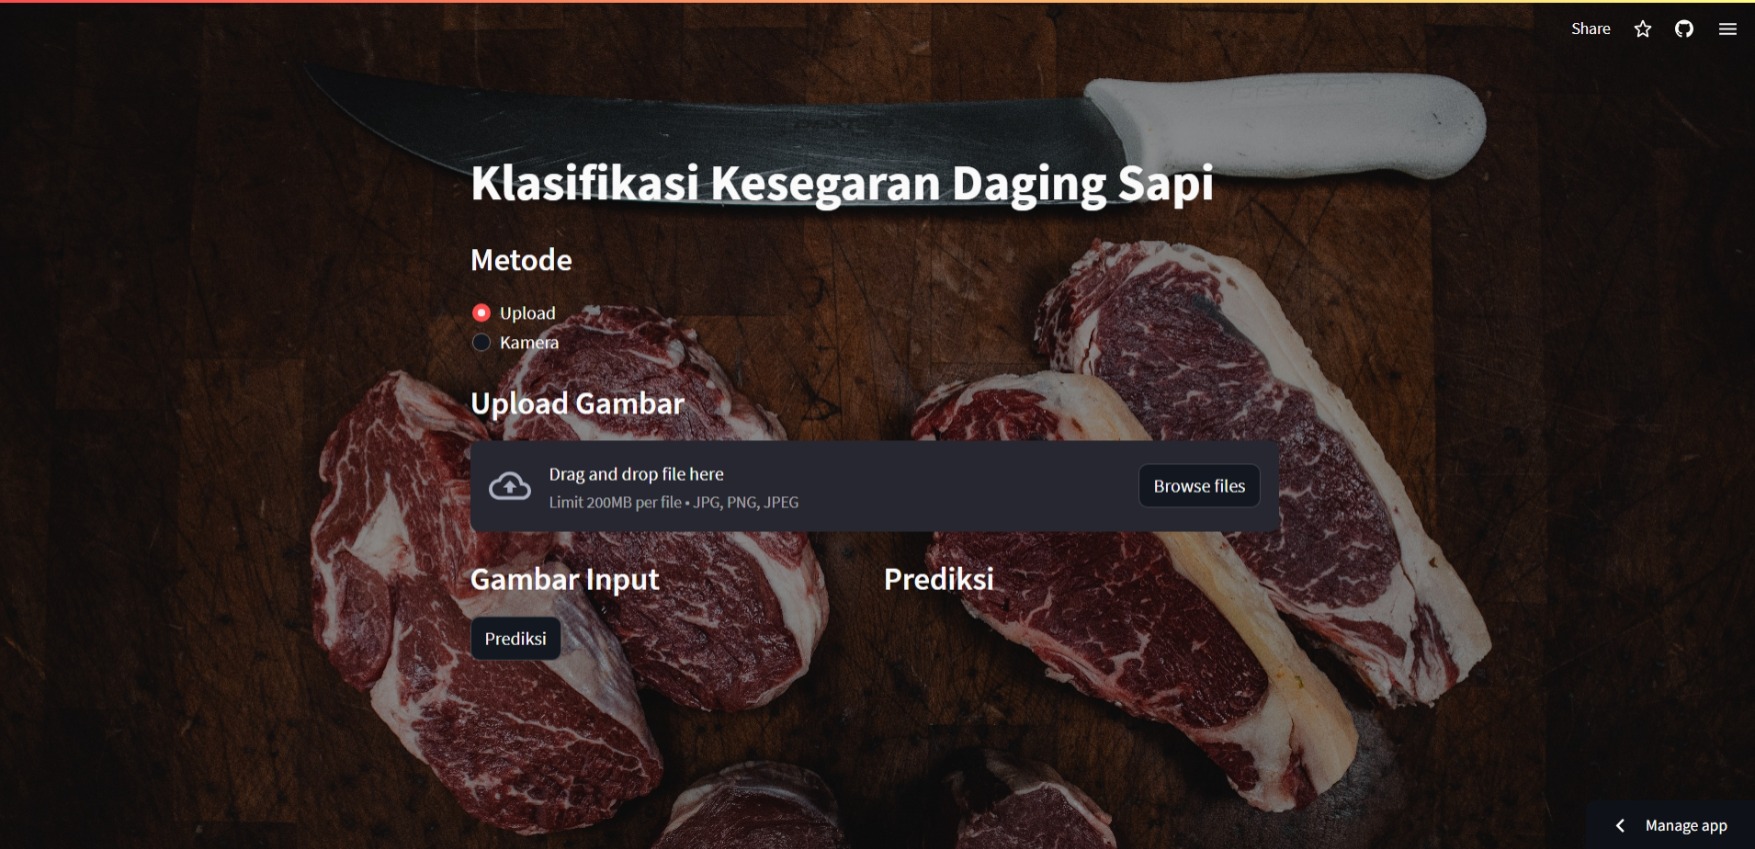 Share
Klasifikasi Kesegaran Daging Sapi
Metode
Upload
Kamera
Upload Gambar
Drag and drop file here
Limit 200MB per file • JPG, PNG, JPEG
Browse files
Gambar Input
Prediksi
Prediksi
Manage app